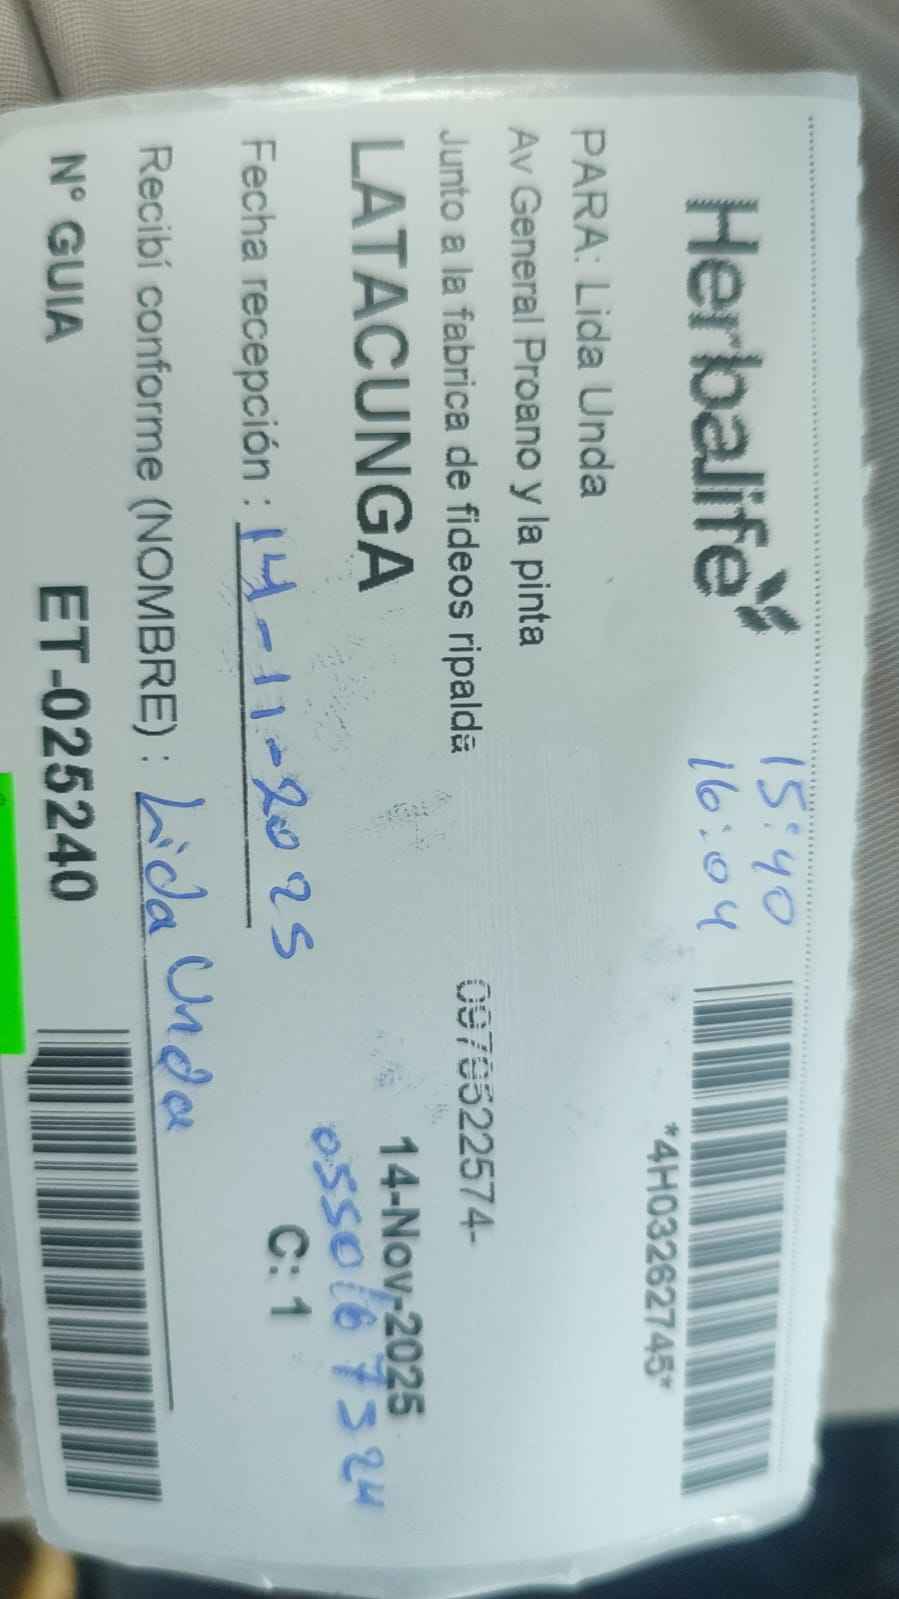 Herbalife
15:40
16:04
*4H03262745*
PARA: Lida Unda
Av General Proano y la pinta
Junto a la fabrica de fideos ripalda
LATACUNGA
14-Nov-2025
C: 1
Fecha recepción : 14-11-2025
Recibí conforme (NOMBRE) : Lida Unda
N° GUIA ET-025240